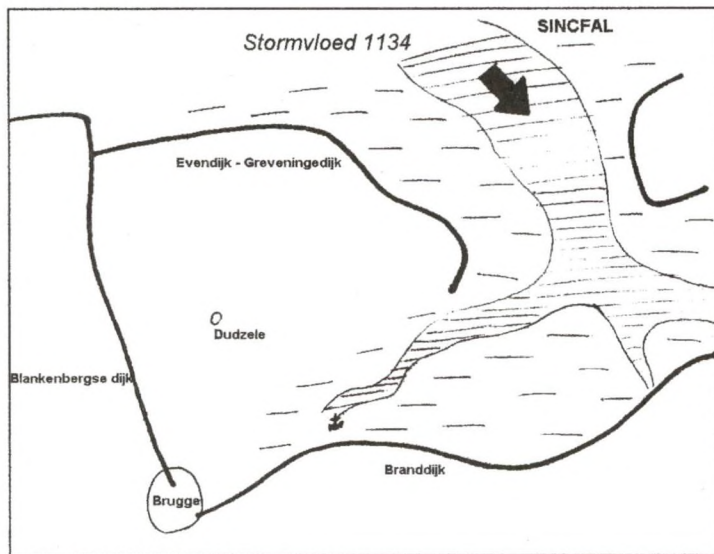 SINCFAL
Stormvloed 1134
Evendijk - Greveningedijk
Dudzele
Blankenbergse dijk
Branddijk
Brugge